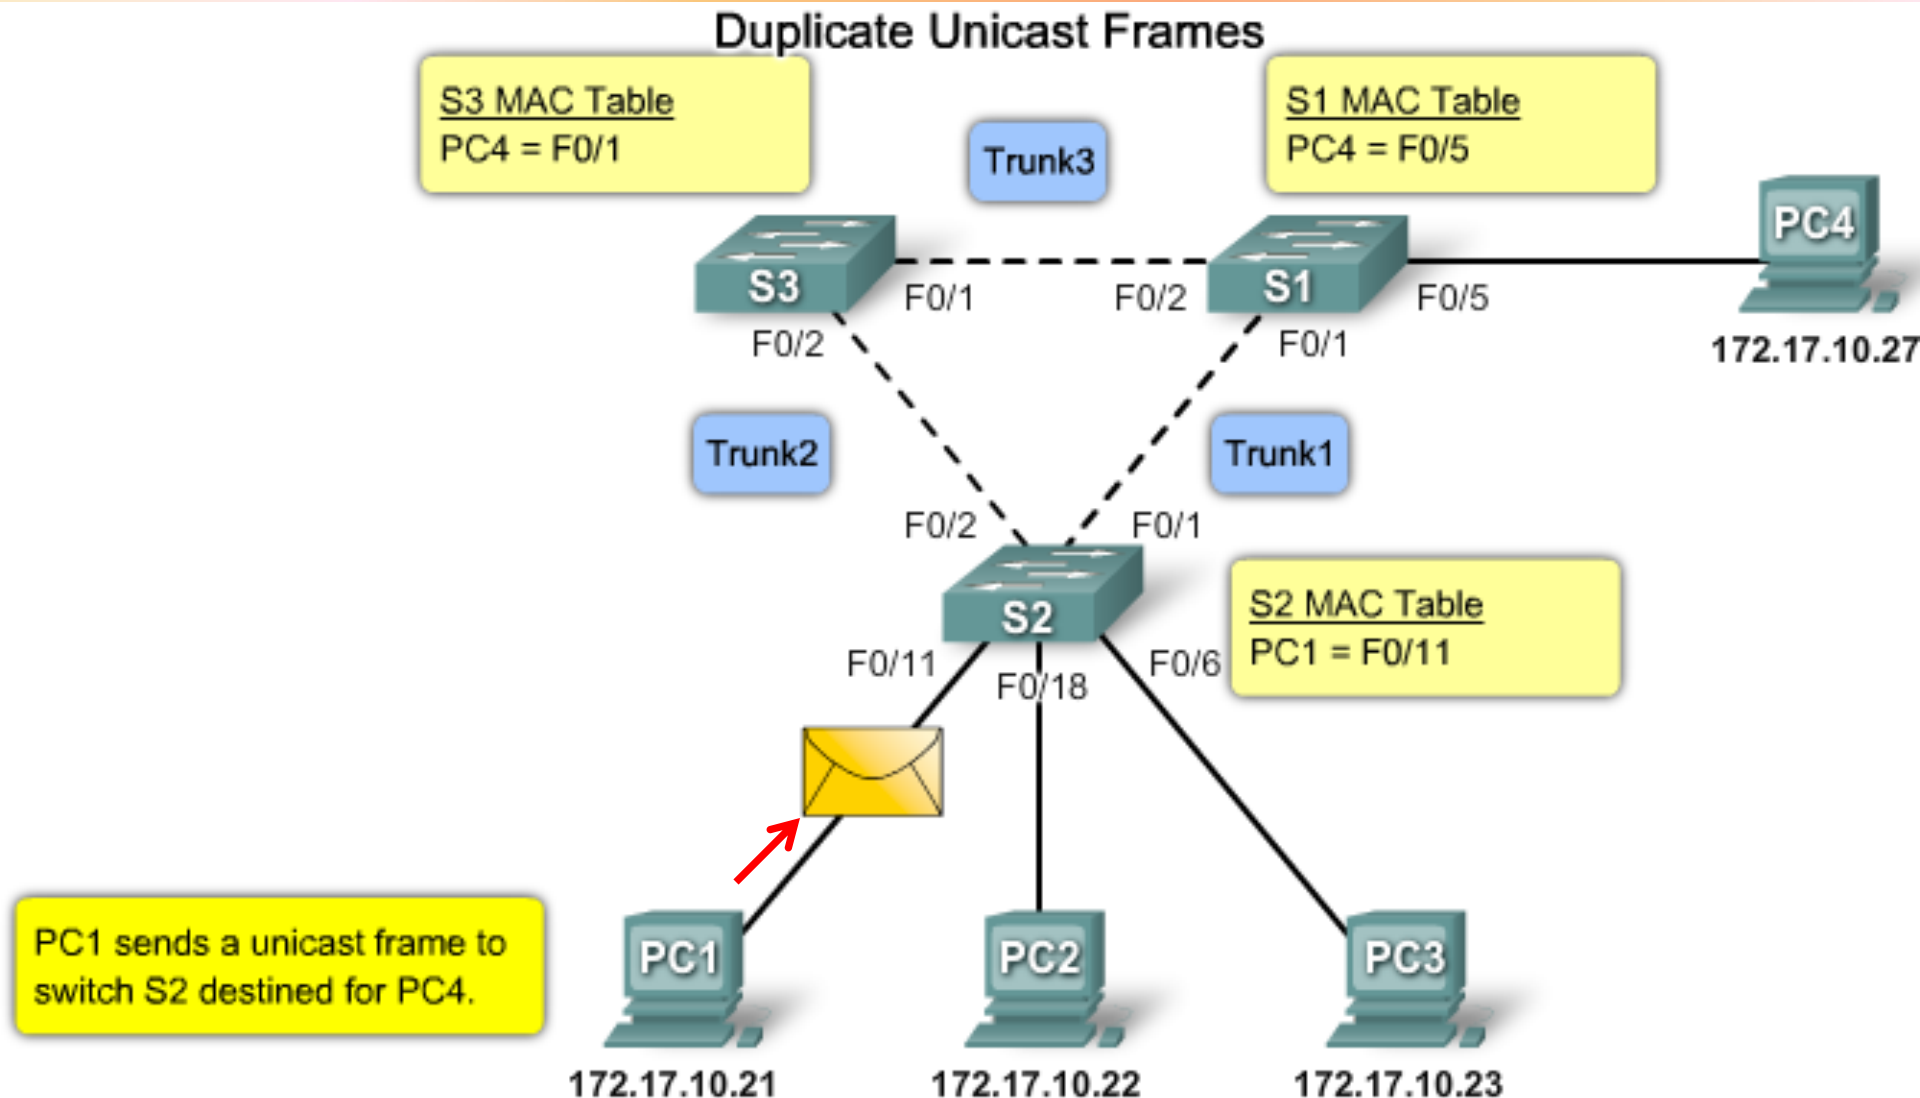 Duplicate Unicast Frames
S3 MAC Table
PC4 = F0/1
Trunk3
S1 MAC Table
PC4 = F0/5
PC4
S3
S1
F0/1
F0/2
F0/5
F0/2
F0/1
172.17.10.27
Trunk2
Trunk1
F0/2
F0/1
S2
S2 MAC Table
PC1 = F0/11
F0/11
F0/18
F0/6
PC1 sends a unicast frame to
switch S2 destined for PC4.
PC1
PC2
PC3
172.17.10.21
172.17.10.22
172.17.10.23